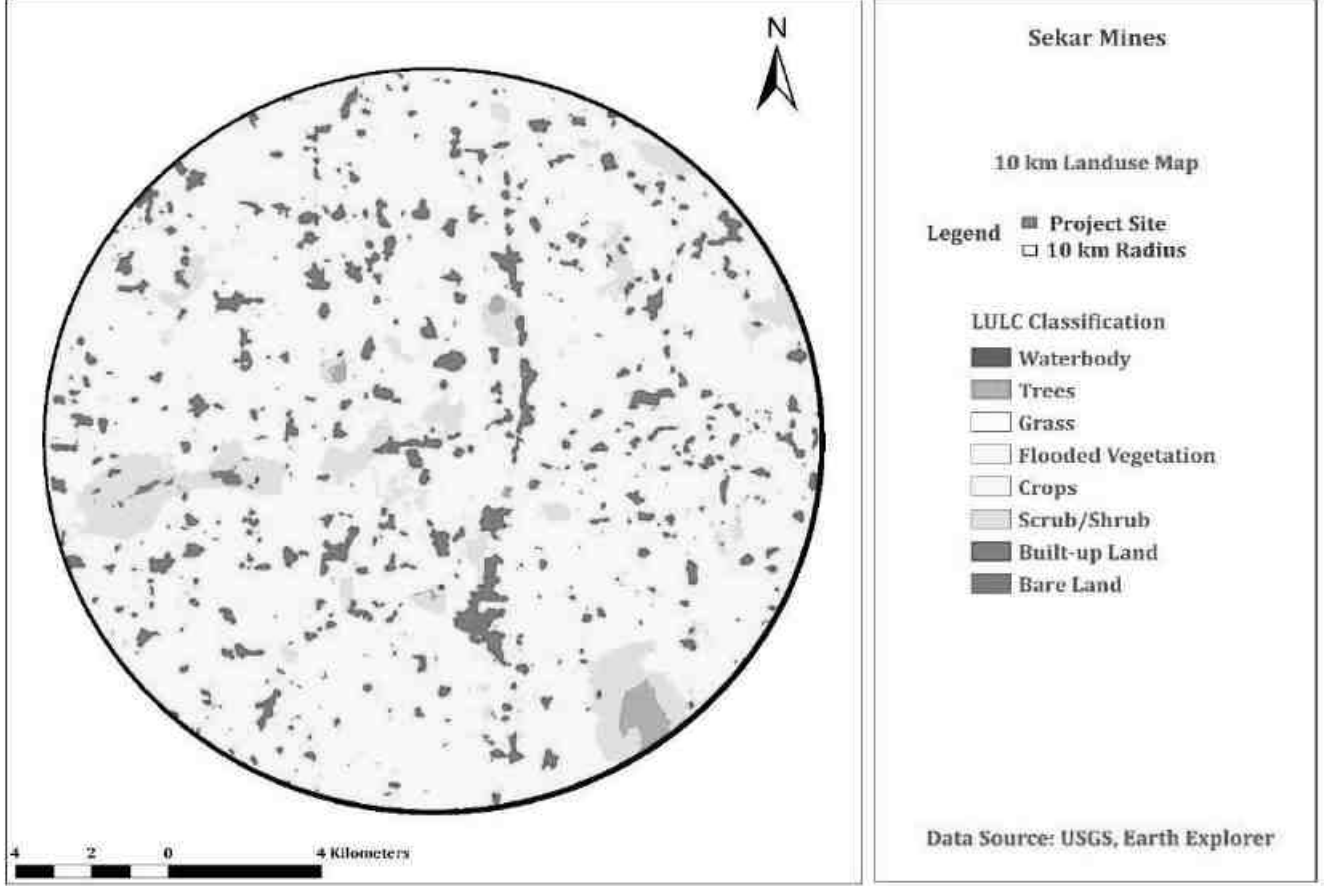 N
4 2 0 4 Kilometers
Sekar Mines
10 km Landuse Map
Legend
Project Site
10 km Radius
LULC Classification
Waterbody
Trees
Grass
Flooded Vegetation
Crops
Scrub/Shrub
Built-up Land
Bare Land
Data Source: USGS, Earth Explorer